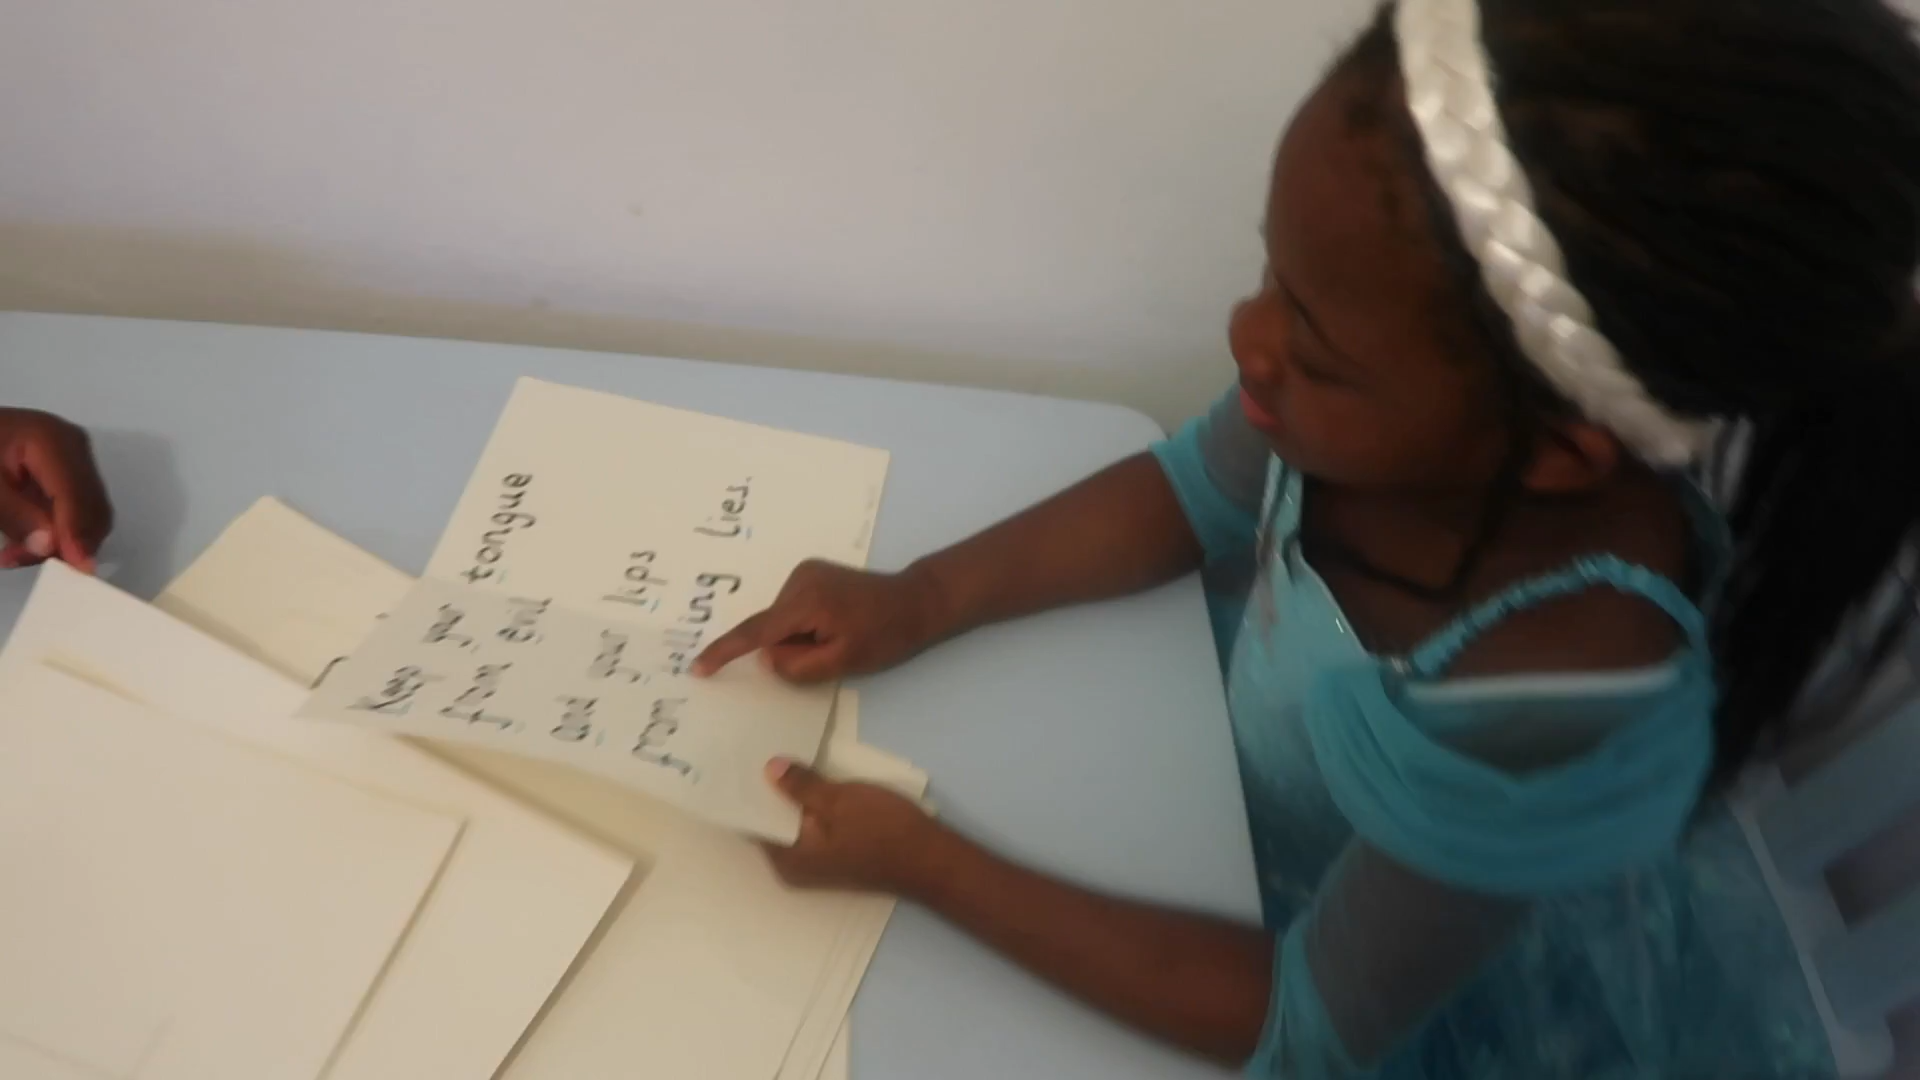 Keep your tongue
from evil
and your lips
from telling lies.